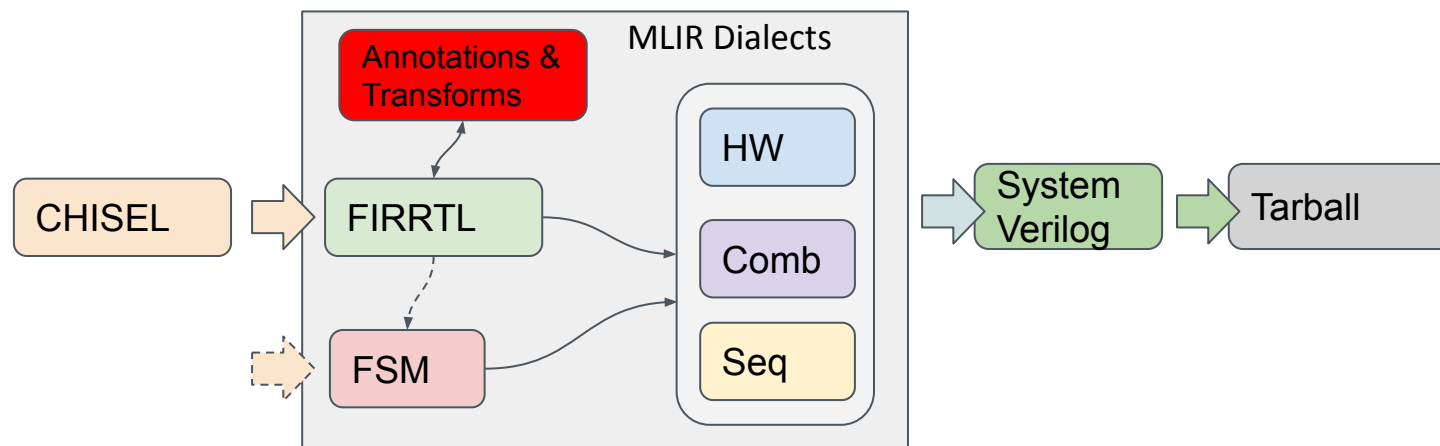 MLIR Dialects
Annotations &
Transforms
HW
CHISEL
FIRRTL
System
Verilog
Tarball
Comb
FSM
Seq